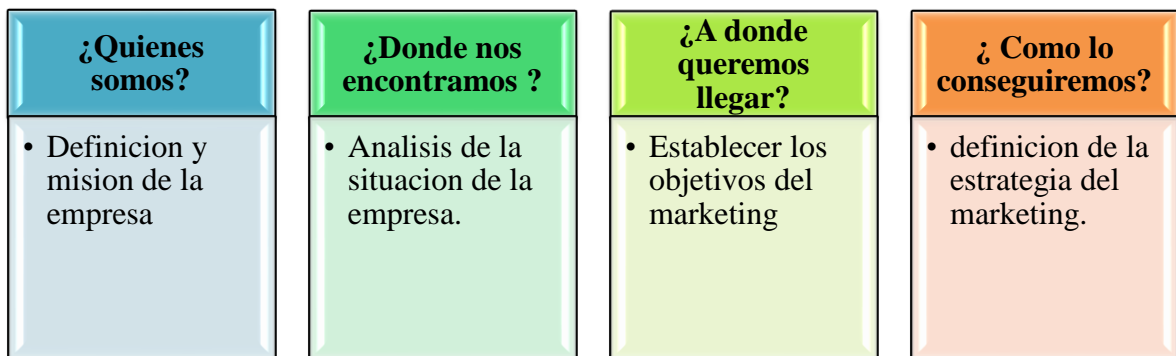 ¿Quienes
somos?
• Definicion y
mision de la
empresa
¿Donde nos
encontramos ?
• Analisis de la
situacion de la
empresa.
¿A donde
queremos
llegar?
• Establecer los
objetivos del
marketing
¿ Como lo
conseguiremos?
• definicion de la
estrategia del
marketing.